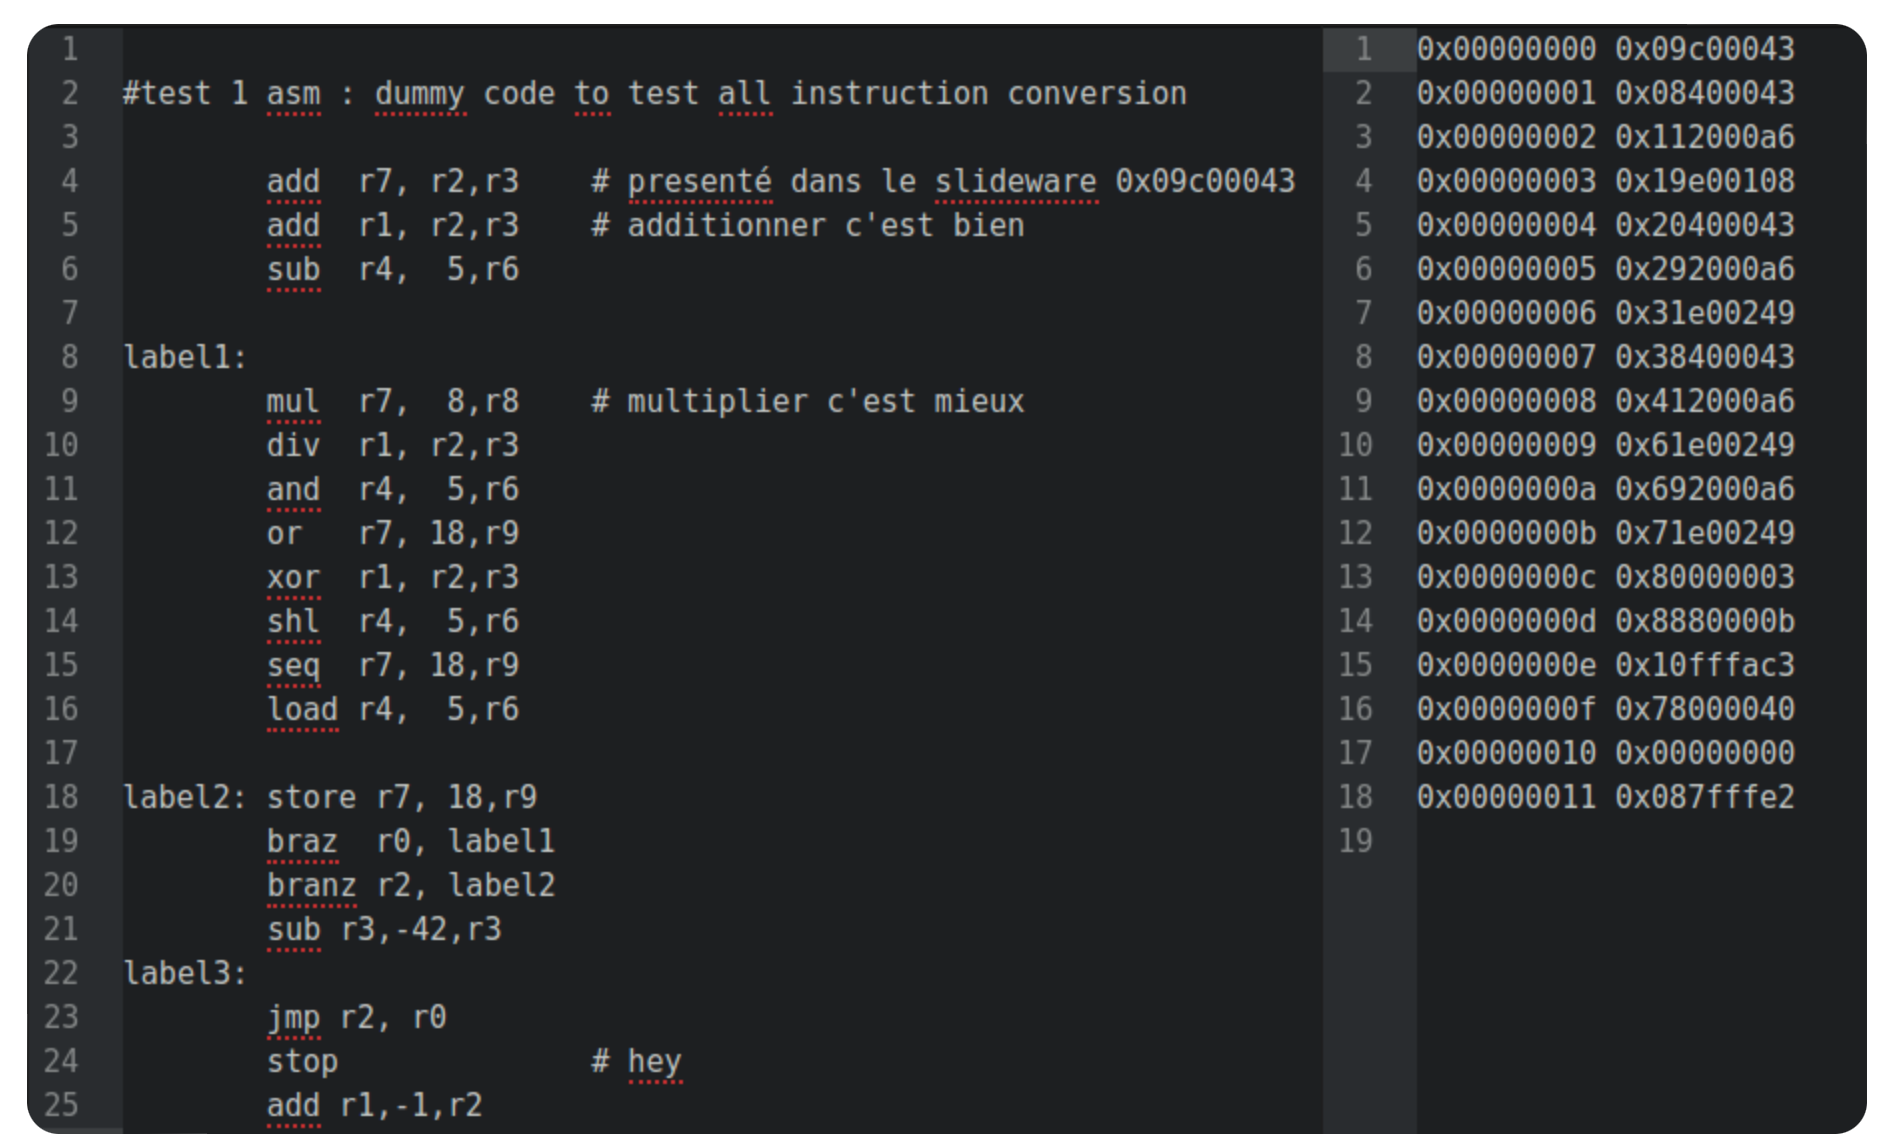 1
2 #test 1 asm : dummy code to test all instruction conversion
3
4         add  r7, r2,r3    # presenté dans le slideware 0x09c00043
5         add  r1, r2,r3    # additionner c'est bien
6         sub  r4,  5,r6
7
8 label1:
9         mul  r7,  8,r8    # multiplier c'est mieux
10         div  r1, r2,r3
11         and  r4,  5,r6
12         or   r7, 18,r9
13         xor  r1, r2,r3
14         shl  r4,  5,r6
15         seq  r7, 18,r9
16         load r4,  5,r6
17
18 label2: store r7, 18,r9
19         braz  r0, label1
20         branz r2, label2
21         sub r3,-42,r3
22 label3:
23         jmp r2, r0
24         stop              # hey
25         add r1,-1,r2
1 0x00000000 0x09c00043
2 0x00000001 0x08400043
3 0x00000002 0x112000a6
4 0x00000003 0x19e00108
5 0x00000004 0x20400043
6 0x00000005 0x292000a6
7 0x00000006 0x31e00249
8 0x00000007 0x38400043
9 0x00000008 0x412000a6
10 0x00000009 0x61e00249
11 0x0000000a 0x692000a6
12 0x0000000b 0x71e00249
13 0x0000000c 0x80000003
14 0x0000000d 0x8880000b
15 0x0000000e 0x10fffac3
16 0x0000000f 0x78000040
17 0x00000010 0x00000000
18 0x00000011 0x087fffe2
19